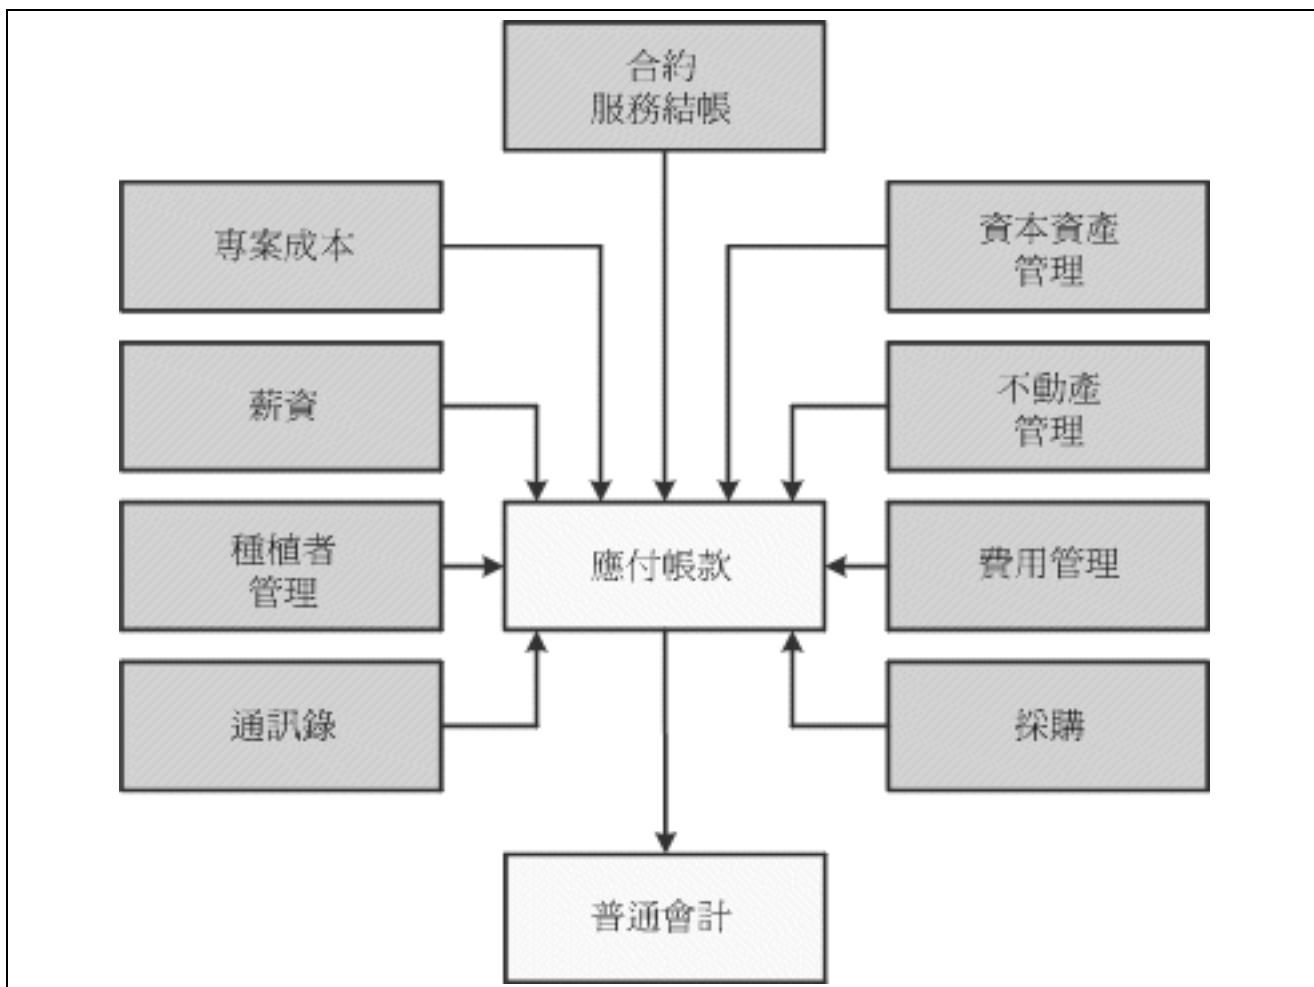 合約
服務結帳
專案成本
資本資產
管理
薪資
不動產
管理
種植者
管理
應付帳款
費用管理
通訊錄
採購
普通會計